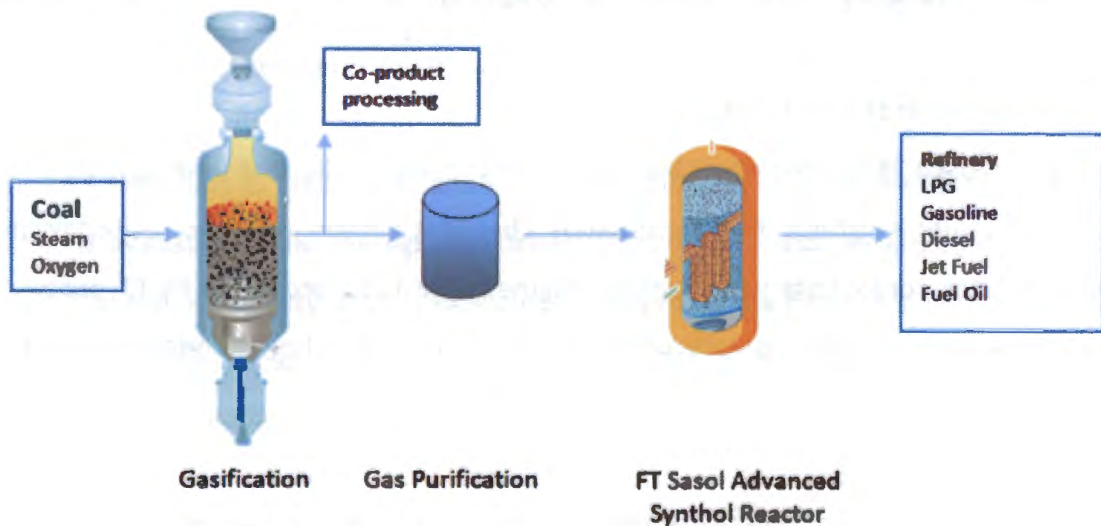 Co-product
processing
Coal
Steam
Oxygen
Refinery
LPG
Gasoline
Diesel
Jet Fuel
Fuel Oil
Gasification
Gas Purification
FT Sasol Advanced
Synthol Reactor